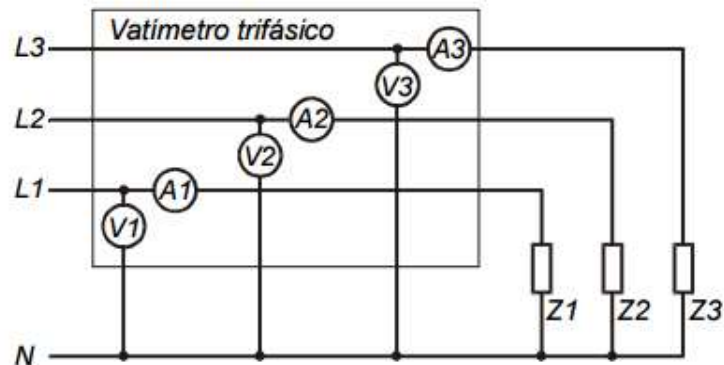 Vatímetro trifásico
L3
A3
V3
L2
A2
V2
L1
A1
V1
Z1 Z2 Z3
N